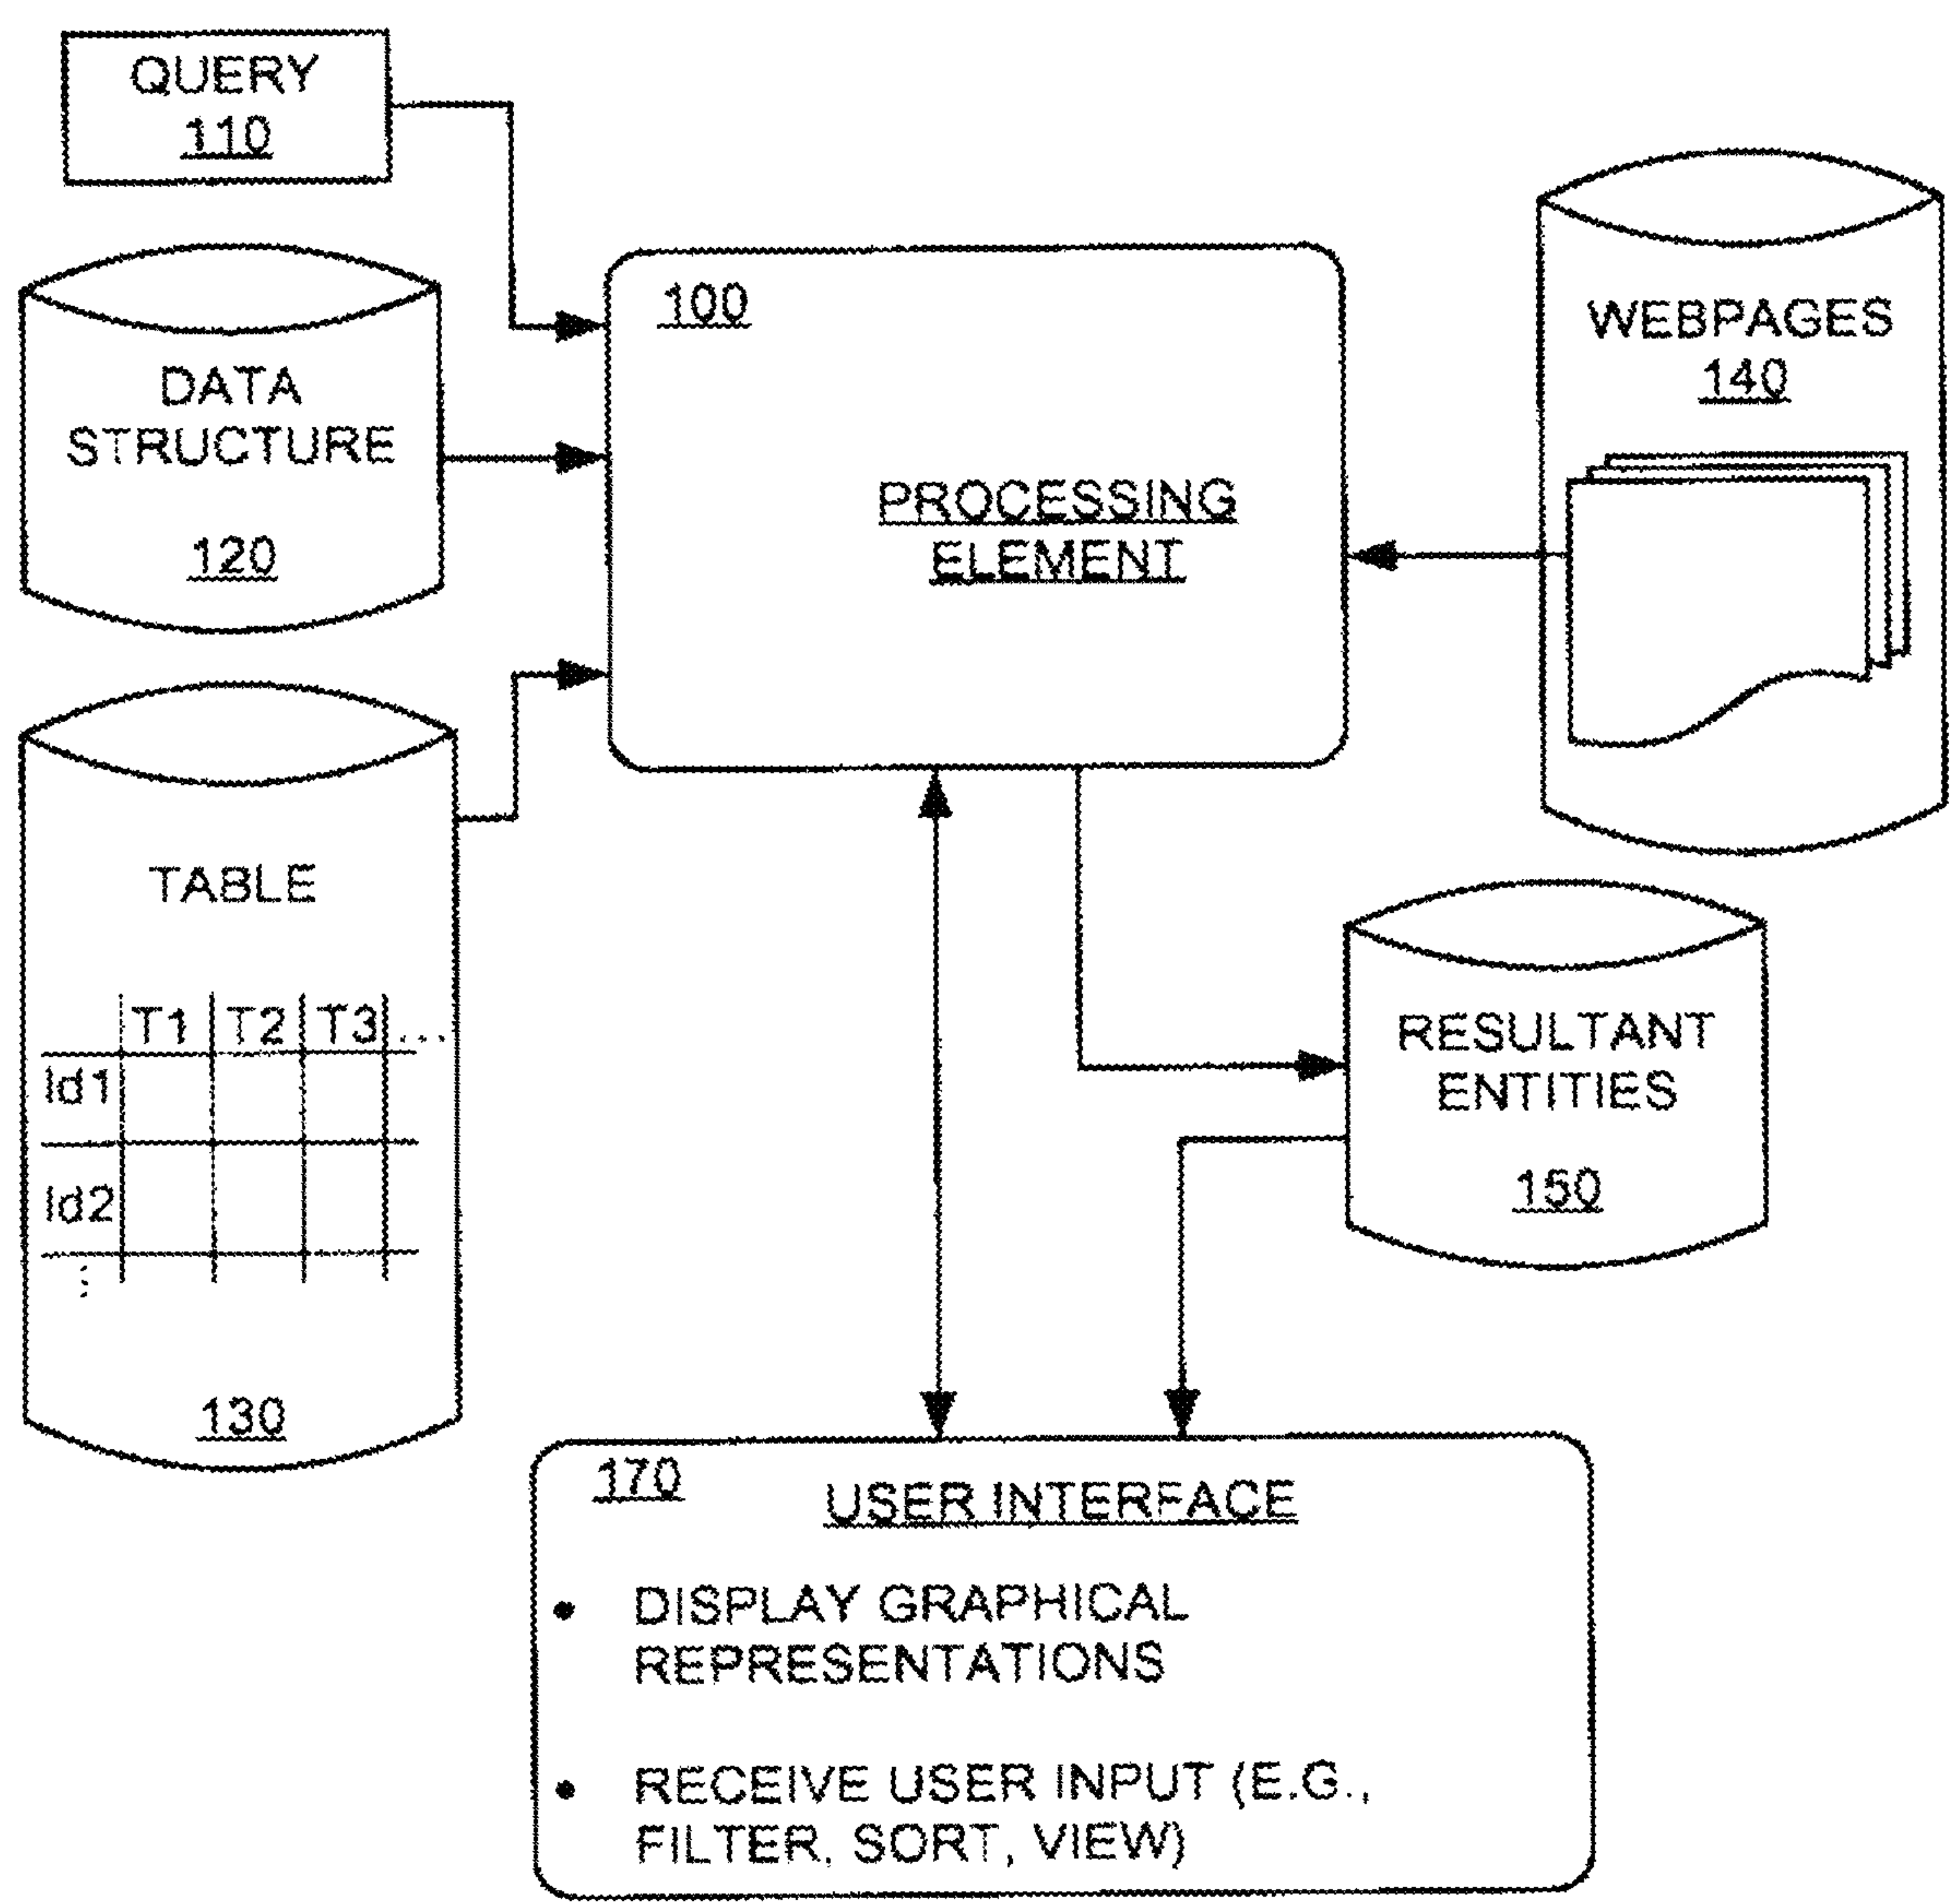 QUERY
110
DATA
STRUCTURE
120
TABLE
T1 T2 T3 ...
Id1
Id2
...
130
100
PROCESSING
ELEMENT
WEBPAGES
140
RESULTANT
ENTITIES
150
170
USER INTERFACE
• DISPLAY GRAPHICAL
REPRESENTATIONS
• RECEIVE USER INPUT (E.G.,
FILTER, SORT, VIEW)